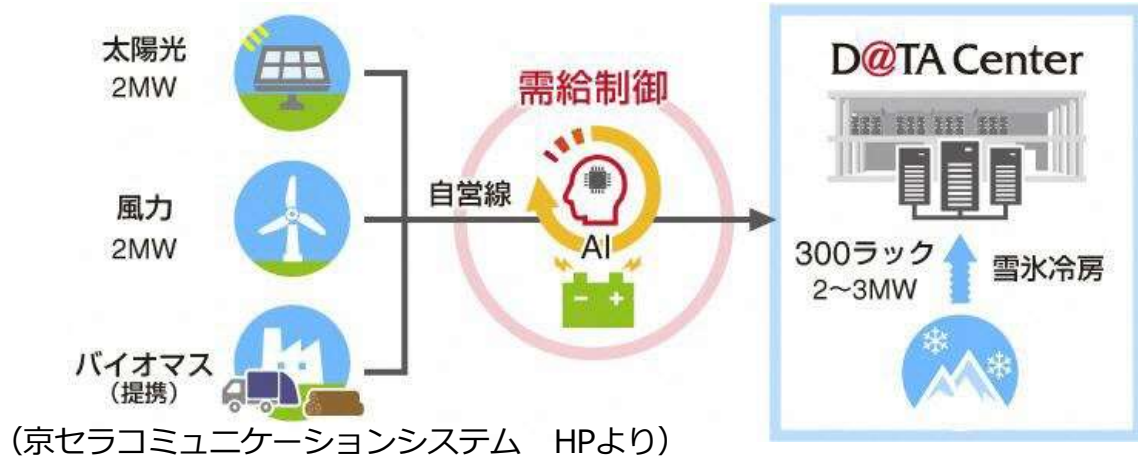 太陽光
2MW
風力
2MW
バイオマス
(提携)
自営線
需給制御
AI
D@TA Center
300ラック
2～3MW
雪氷冷房
(京セラコミュニケーションシステム　HPより)